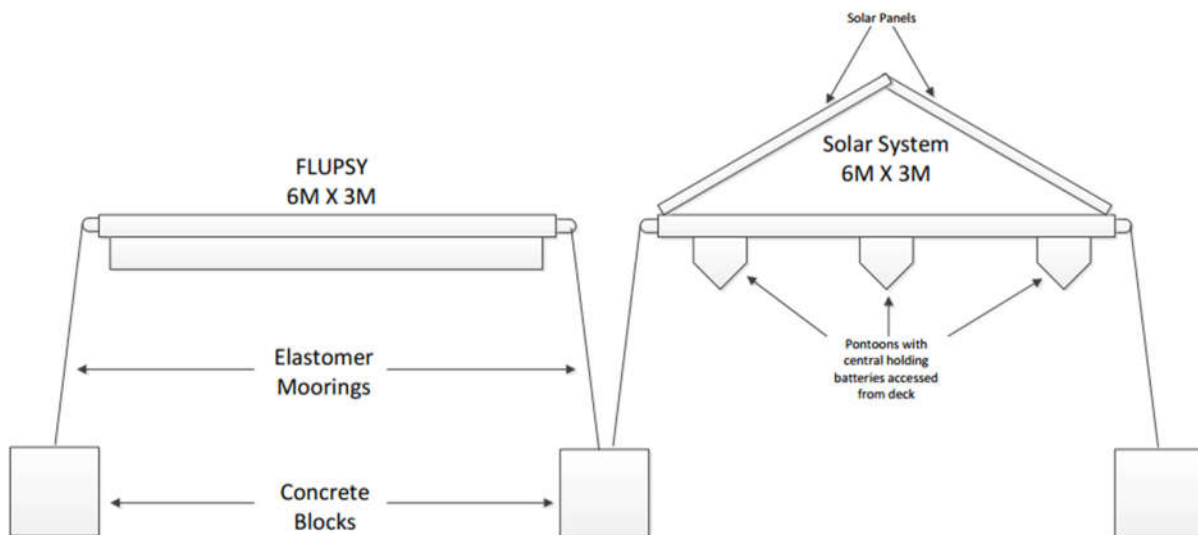 Solar Panels
FLUPSY
6M X 3M
Solar System
6M X 3M
Elastomer
Moorings
Pontoons with
central holding
batteries accessed
from deck
Concrete
Blocks